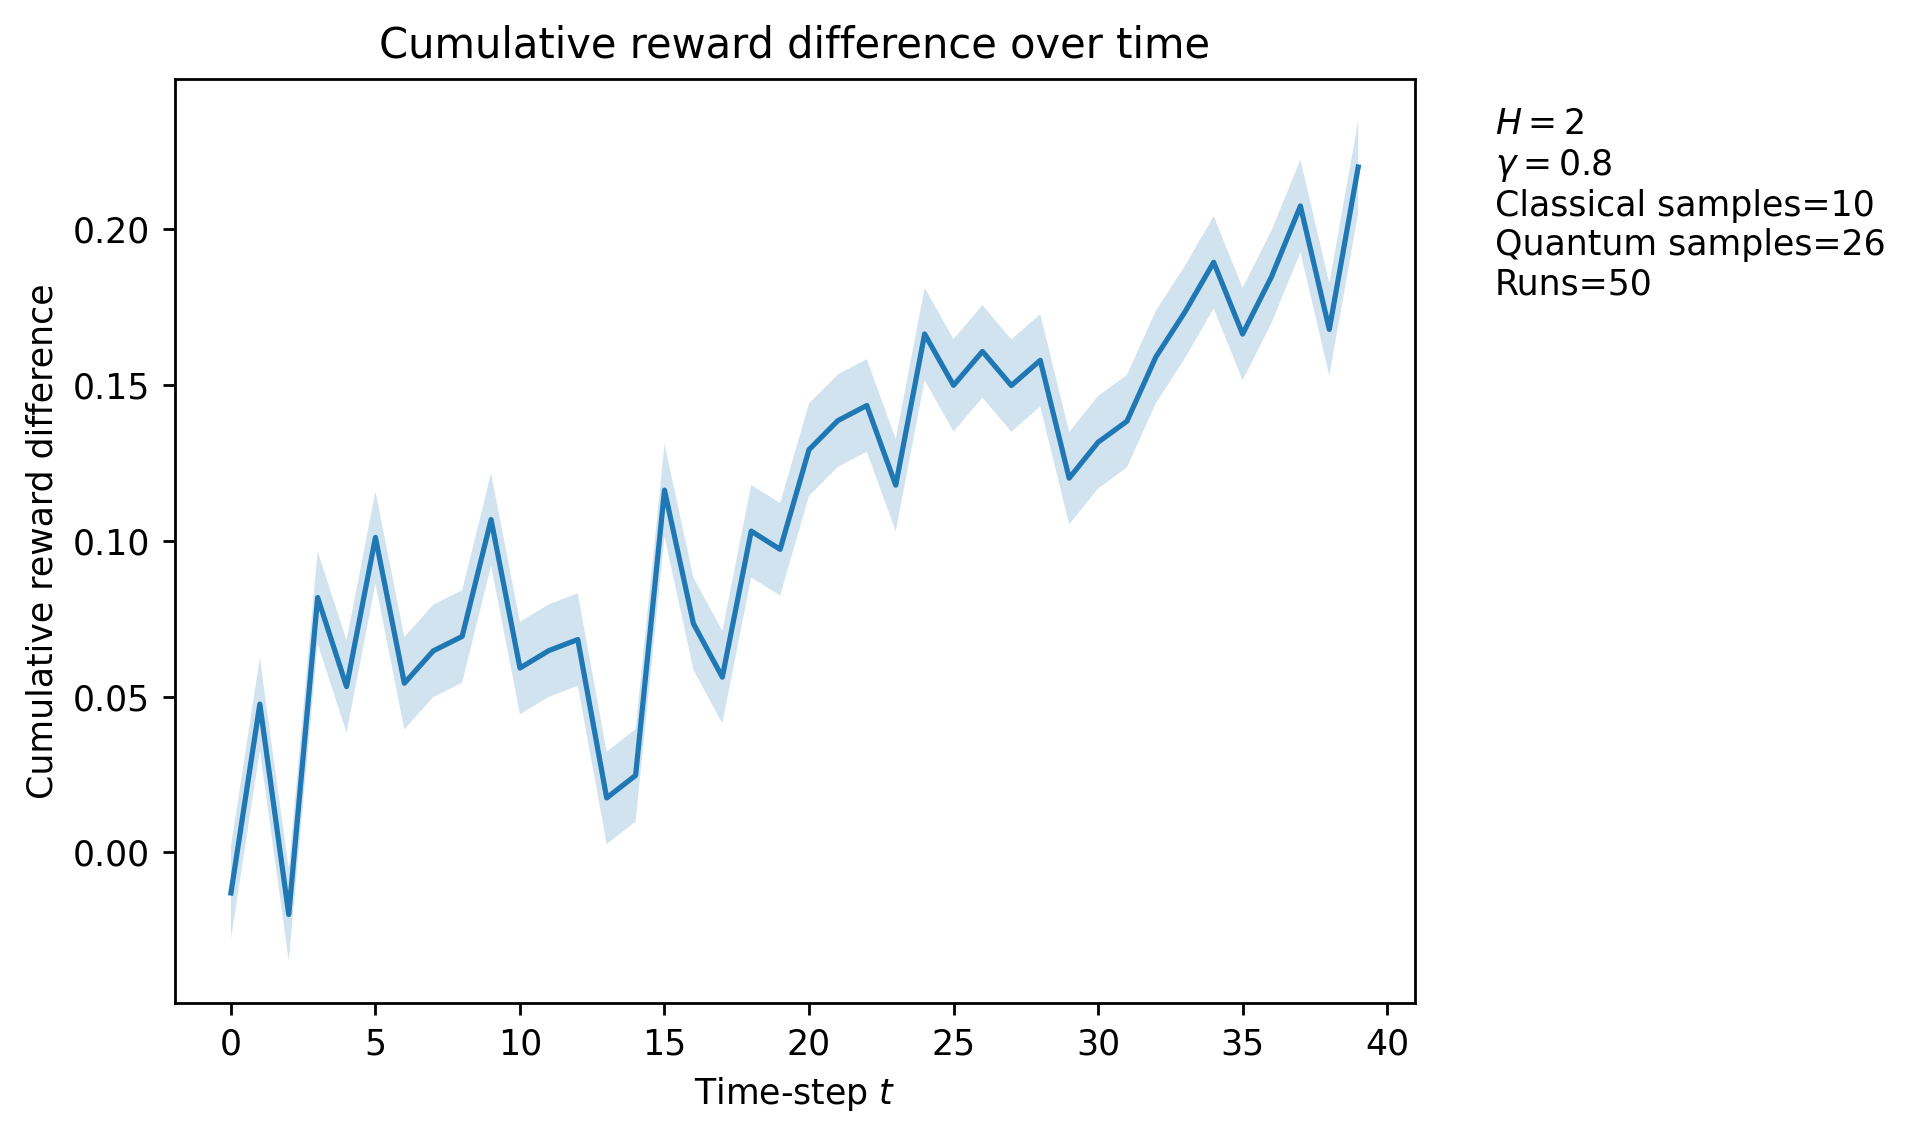 Cumulative reward difference over time
H = 2
γ = 0.8
Classical samples=10
Quantum samples=26
Runs=50
Cumulative reward difference
0.20
0.15
0.10
0.05
0.00
0 5 10 15 20 25 30 35 40
Time-step t